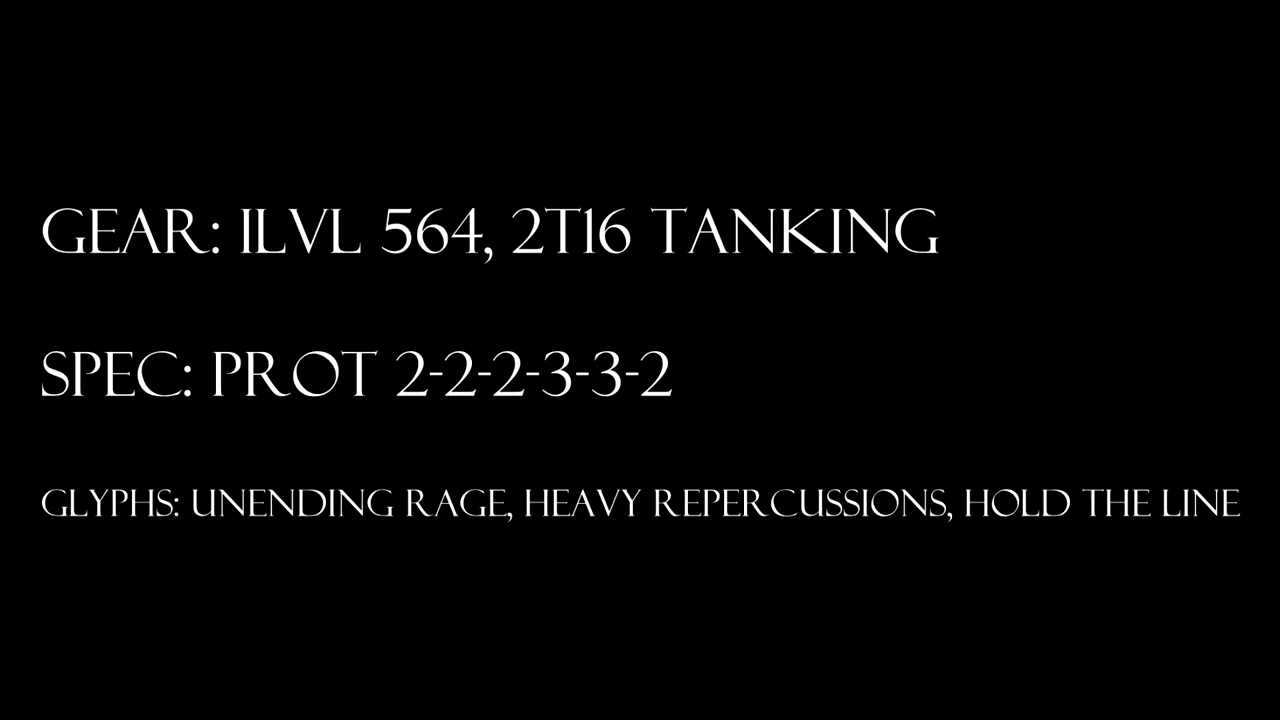 GEAR: ILVL 564, 2T16 TANKING
SPEC: PROT 2-2-2-3-3-2
GLYPHS: UNENDING RAGE, HEAVY REPERCUSSIONS, HOLD THE LINE